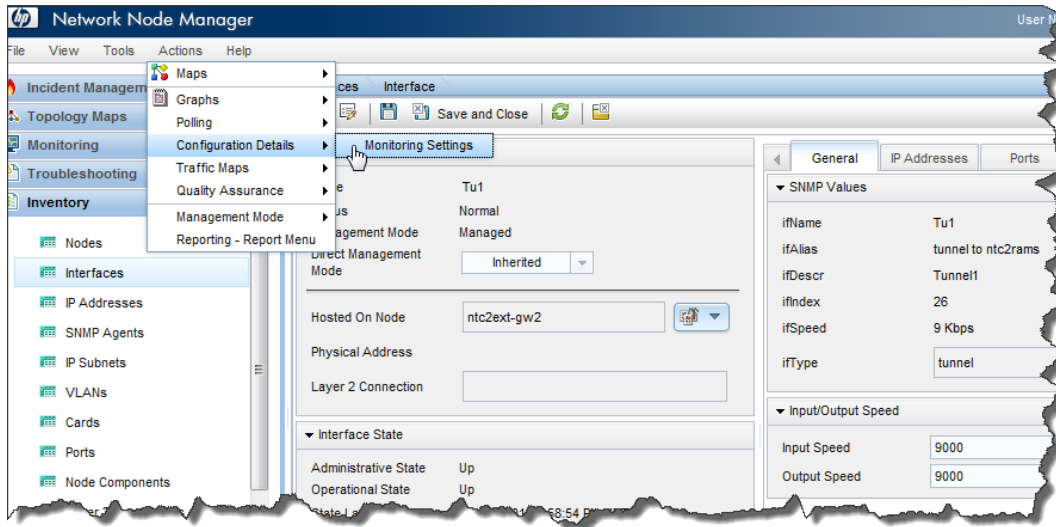 hp Network Node Manager
User
File View Tools Actions Help
Maps
Graphs
Polling
Configuration Details
Traffic Maps
Quality Assurance
Management Mode
Reporting - Report Menu
Monitoring Settings
Incident Managem
Topology Maps
Monitoring
Troubleshooting
Inventory
Nodes
Interfaces
IP Addresses
SNMP Agents
IP Subnets
VLANs
Cards
Ports
Node Components
ces Interface
Save and Close
e Tu1
us Normal
agement Mode Managed
Direct Management
Mode
Inherited
Hosted On Node ntc2ext-gw2
Physical Address
Layer 2 Connection
Interface State
Administrative State Up
Operational State Up
General IP Addresses Ports
SNMP Values
ifName Tu1
ifAlias tunnel to ntc2rams
ifDescr Tunnel1
ifIndex 26
ifSpeed 9 Kbps
ifType tunnel
Input/Output Speed
Input Speed 9000
Output Speed 9000